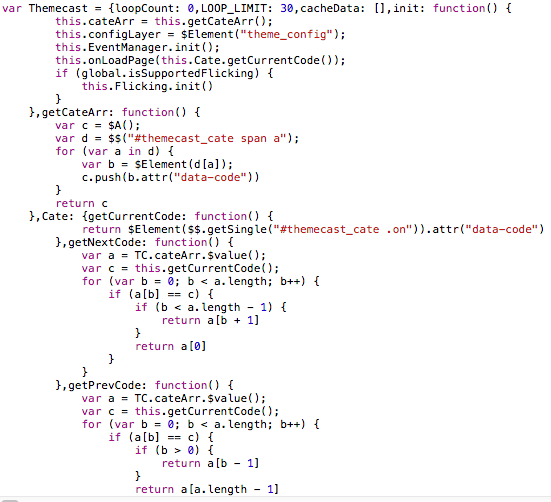 var Themecast = {loopCount: 0,LOOP_LIMIT: 30,cacheData: [],init: function() {
        this.cateArr = this.getCateArr();
        this.configLayer = $Element("theme_config");
        this.EventManager.init();
        this.onLoadPage(this.Cate.getCurrentCode());
        if (global.isSupportedFlicking) {
            this.Flicking.init()
        }
    },getCateArr: function() {
        var c = $A();
        var d = $$("#themecast_cate span a");
        for (var a in d) {
            var b = $Element(d[a]);
            c.push(b.attr("data-code"))
        }
        return c
    },Cate: {getCurrentCode: function() {
            return $Element($$.getSingle("#themecast_cate .on")).attr("data-code")
        },getNextCode: function() {
            var a = TC.cateArr.$value();
            var c = this.getCurrentCode();
            for (var b = 0; b < a.length; b++) {
                if (a[b] == c) {
                    if (b < a.length - 1) {
                        return a[b + 1]
                    }
                    return a[0]
                }
            }
        },getPrevCode: function() {
            var a = TC.cateArr.$value();
            var c = this.getCurrentCode();
            for (var b = 0; b < a.length; b++) {
                if (a[b] == c) {
                    if (b > 0) {
                        return a[b - 1]
                    }
                    return a[a.length - 1]